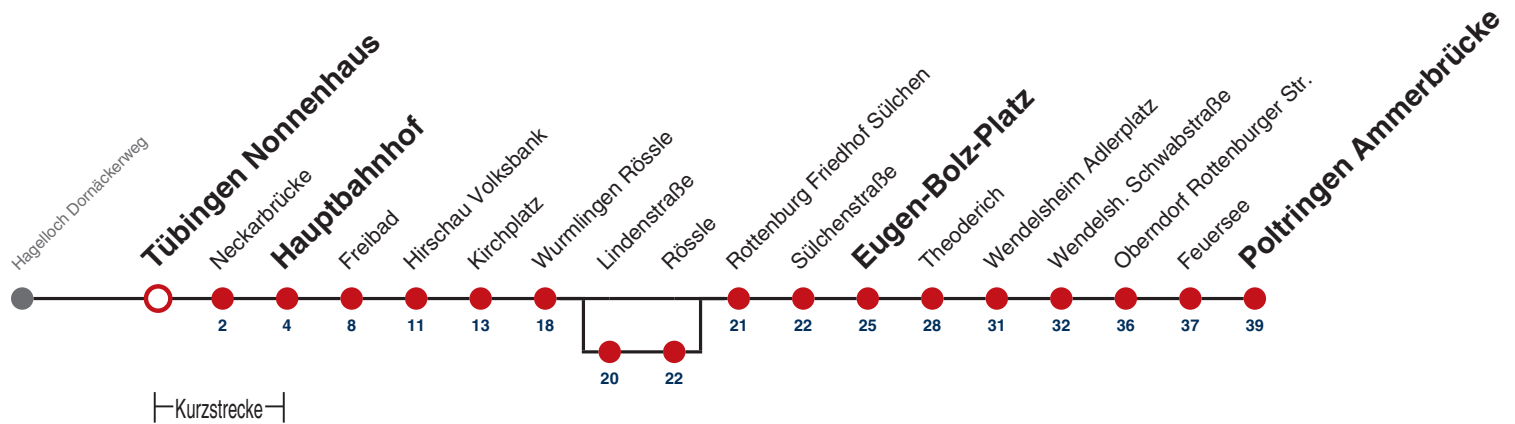 Hagelloch Dornäckerweg
Tübingen Nonnenhaus
Neckarbrücke
Hauptbahnhof
Freibad
Hirschau Volksbank
Kirchplatz
Wurmlingen Rössle
Lindenstraße
Rössle
Rottenburg Friedhof Sülchen
Sülchenstraße
Eugen-Bolz-Platz
Theoderich
Wendelsheim Adlerplatz
Wendelsh. Schwabstraße
Oberndorf Rottenburger Str.
Feuersee
Poltringen Ammerbrücke
2 4 8 11 13 18 21 22 25 28 31 32 36 37 39
20 22
Kurzstrecke